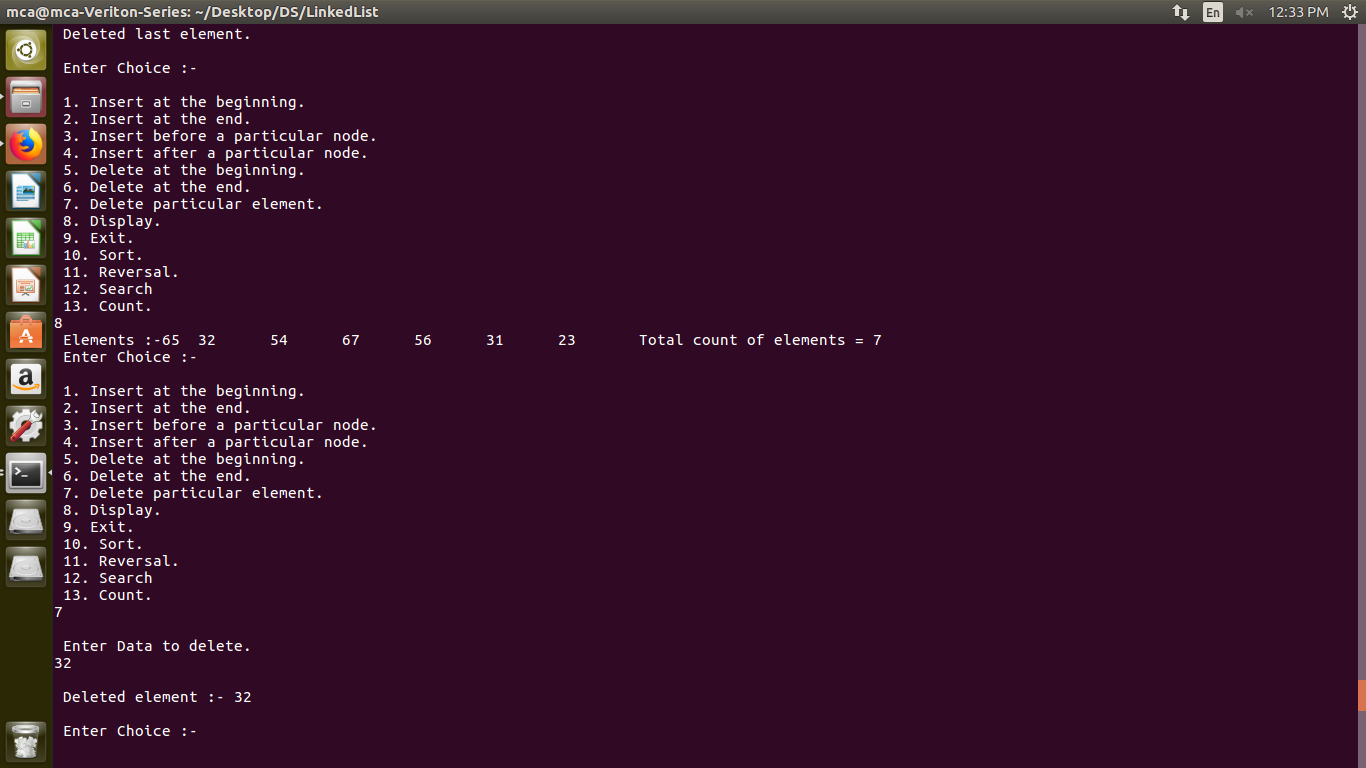 mca@mca-Veriton-Series: ~/Desktop/DS/LinkedList En 12:33 PM
Deleted last element.
Enter Choice :-
1. Insert at the beginning.
2. Insert at the end.
3. Insert before a particular node.
4. Insert after a particular node.
5. Delete at the beginning.
6. Delete at the end.
7. Delete particular element.
8. Display.
9. Exit.
10. Sort.
11. Reversal.
12. Search
13. Count.
8
Elements :-65 32 54 67 56 31 23 Total count of elements = 7
Enter Choice :-
1. Insert at the beginning.
2. Insert at the end.
3. Insert before a particular node.
4. Insert after a particular node.
5. Delete at the beginning.
6. Delete at the end.
7. Delete particular element.
8. Display.
9. Exit.
10. Sort.
11. Reversal.
12. Search
13. Count.
7
Enter Data to delete.
32
Deleted element :- 32
Enter Choice :-